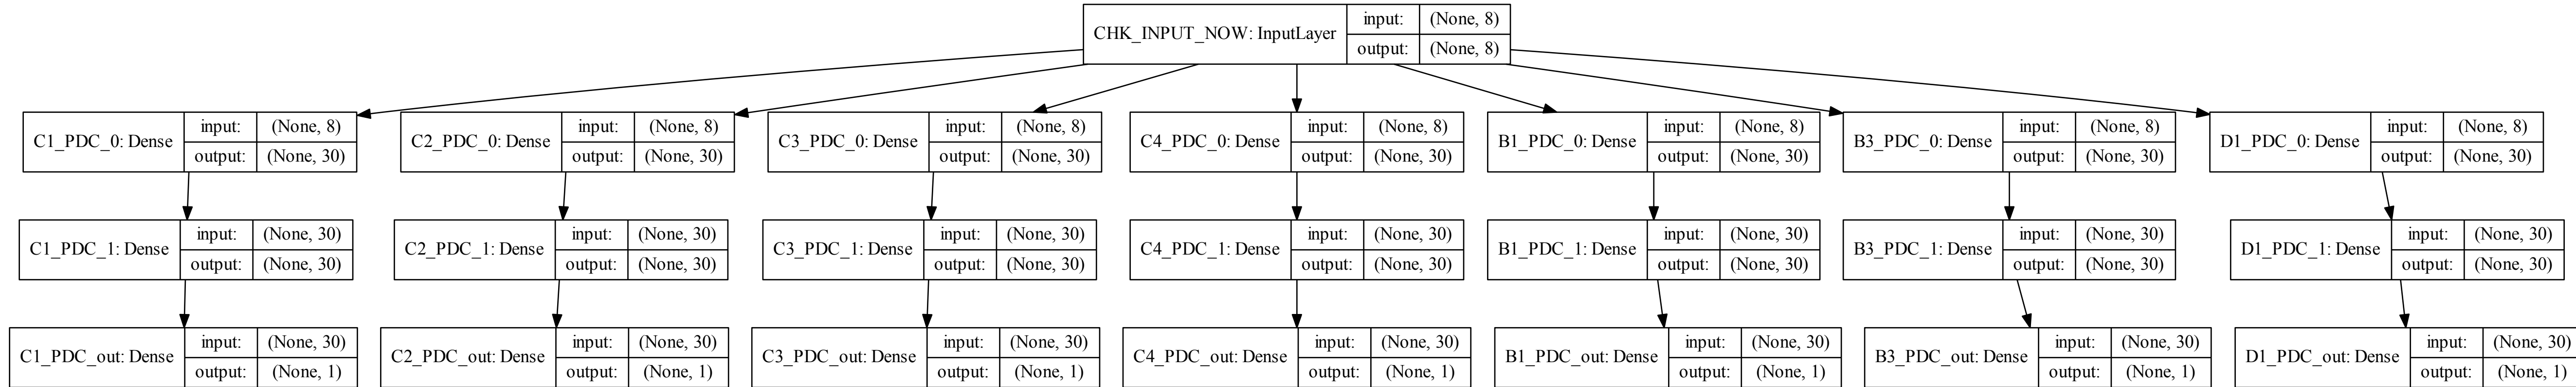 CHK_INPUT_NOW: InputLayer input: (None, 8)
output: (None, 8)
C1_PDC_0: Dense input: (None, 8)
output: (None, 30)
C2_PDC_0: Dense input: (None, 8)
output: (None, 30)
C3_PDC_0: Dense input: (None, 8)
output: (None, 30)
C4_PDC_0: Dense input: (None, 8)
output: (None, 30)
B1_PDC_0: Dense input: (None, 8)
output: (None, 30)
B3_PDC_0: Dense input: (None, 8)
output: (None, 30)
D1_PDC_0: Dense input: (None, 8)
output: (None, 30)
C1_PDC_1: Dense input: (None, 30)
output: (None, 30)
C2_PDC_1: Dense input: (None, 30)
output: (None, 30)
C3_PDC_1: Dense input: (None, 30)
output: (None, 30)
C4_PDC_1: Dense input: (None, 30)
output: (None, 30)
B1_PDC_1: Dense input: (None, 30)
output: (None, 30)
B3_PDC_1: Dense input: (None, 30)
output: (None, 30)
D1_PDC_1: Dense input: (None, 30)
output: (None, 30)
C1_PDC_out: Dense input: (None, 30)
output: (None, 1)
C2_PDC_out: Dense input: (None, 30)
output: (None, 1)
C3_PDC_out: Dense input: (None, 30)
output: (None, 1)
C4_PDC_out: Dense input: (None, 30)
output: (None, 1)
B1_PDC_out: Dense input: (None, 30)
output: (None, 1)
B3_PDC_out: Dense input: (None, 30)
output: (None, 1)
D1_PDC_out: Dense input: (None, 30)
output: (None, 1)